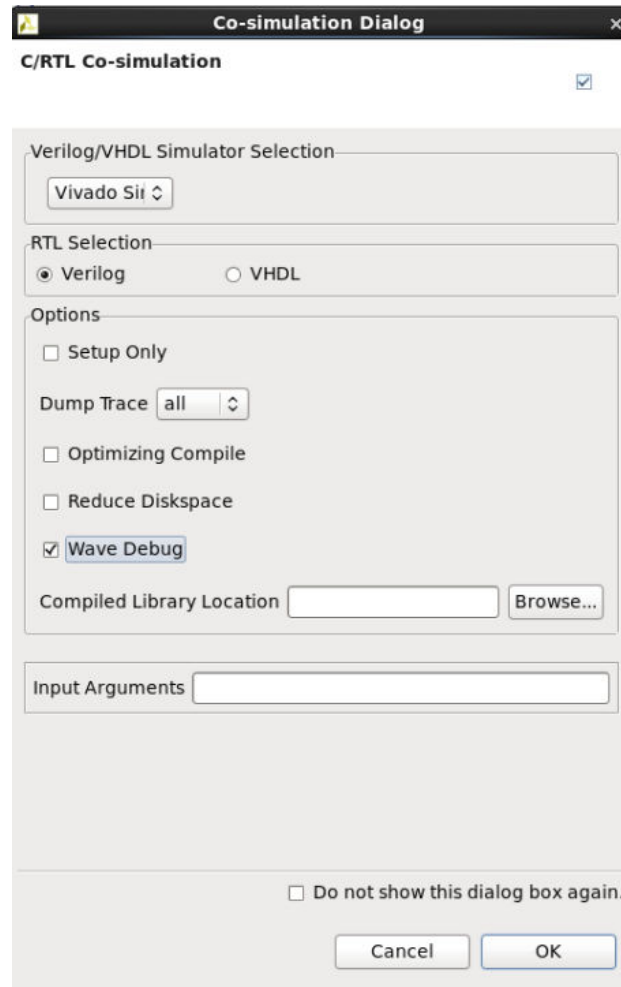 Co-simulation Dialog
C/RTL Co-simulation
Verilog/VHDL Simulator Selection
Vivado Sir
RTL Selection
Verilog VHDL
Options
Setup Only
Dump Trace all
Optimizing Compile
Reduce Diskspace
Wave Debug
Compiled Library Location Browse...
Input Arguments
Do not show this dialog box again.
Cancel OK